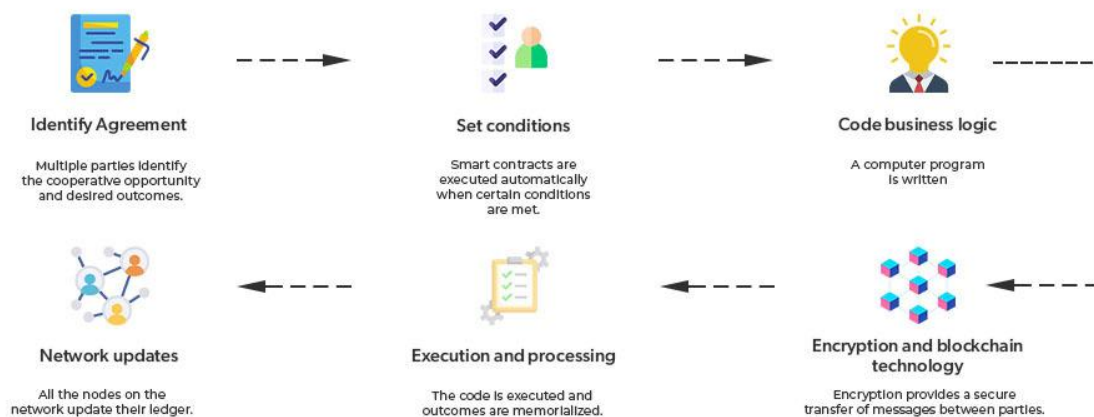 Identify Agreement
Multiple parties identify
the cooperative opportunity
and desired outcomes.
Set conditions
Smart contracts are
executed automatically
when certain conditions
are met.
Code business logic
A computer program
is written
Encryption and blockchain
technology
Encryption provides a secure
transfer of messages between parties.
Execution and processing
The code is executed and
outcomes are memorialized.
Network updates
All the nodes on the
network update their ledger.